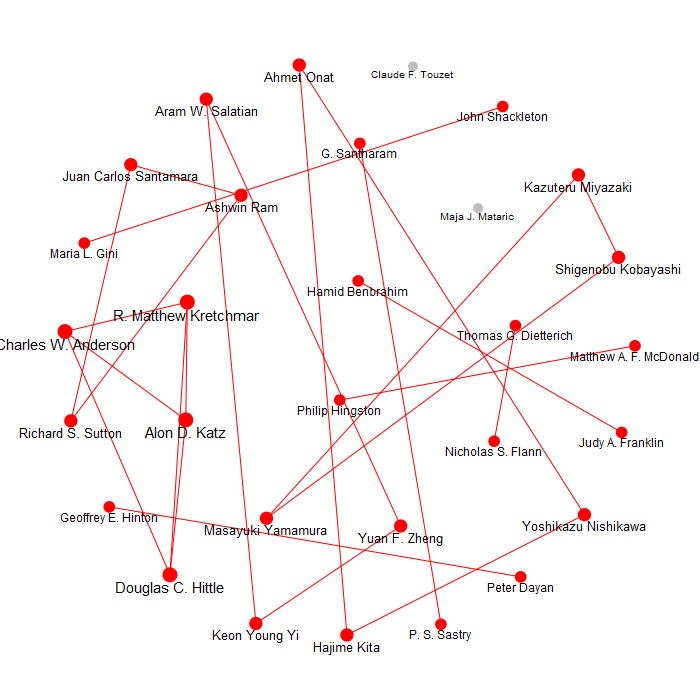 Claude F. Touzet
Ahmet Onat
Aram W. Salatian
John Shackleton
G. Santharam
Juan Carlos Santamara
Kazuteru Miyazaki
Ashwin Ram
Maja J. Mataric
Maria L. Gini
Shigenobu Kobayashi
Hamid Benbrahim
R. Matthew Kretchmar
Thomas G. Dietterich
Charles W. Anderson
Matthew A. F. McDonald
Philip Hingston
Richard S. Sutton
Alon D. Katz
Judy A. Franklin
Nicholas S. Flann
Geoffrey E. Hinton
Masayuki Yamamura
Yoshikazu Nishikawa
Yuan F. Zheng
Douglas C. Hittle
Peter Dayan
Keon Young Yi
P. S. Sastry
Hajime Kita